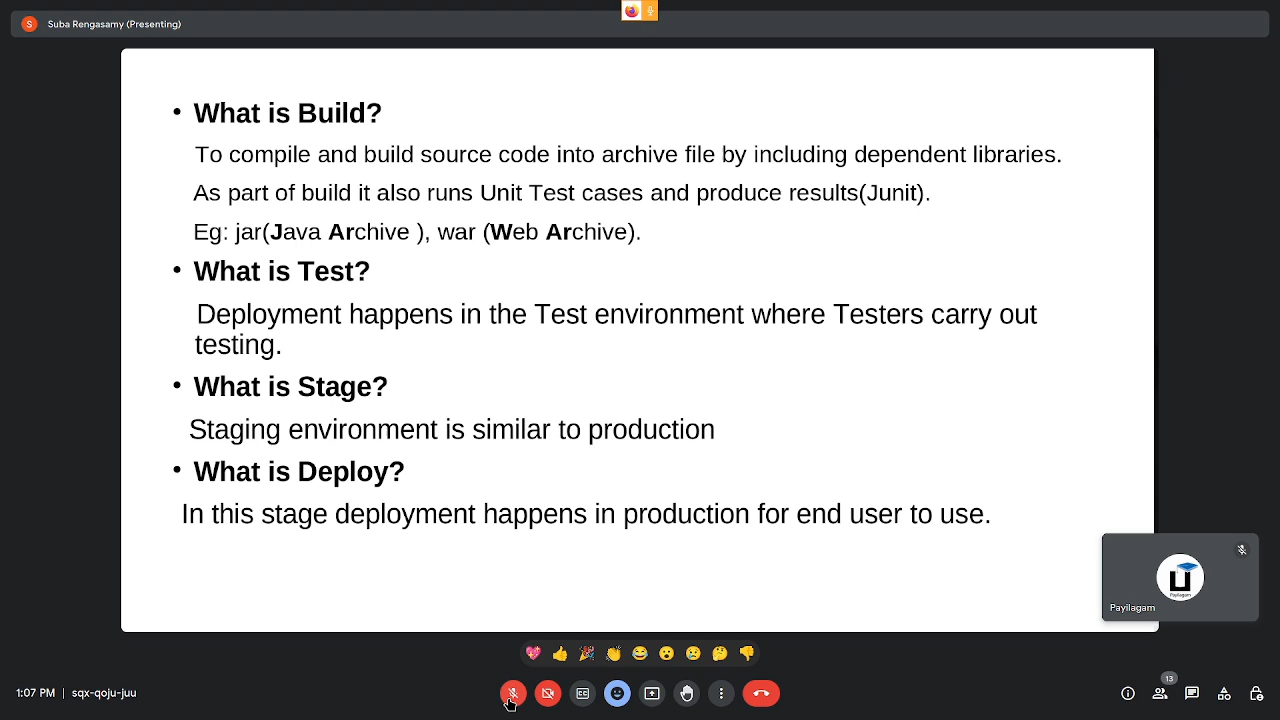 S Suba Rengasamy (Presenting)
• What is Build?
To compile and build source code into archive file by including dependent libraries.
As part of build it also runs Unit Test cases and produce results(Junit).
Eg: jar(Java Archive ), war (Web Archive).
• What is Test?
Deployment happens in the Test environment where Testers carry out
testing.
• What is Stage?
Staging environment is similar to production
• What is Deploy?
In this stage deployment happens in production for end user to use.
Payilagam
Payilagam
1:07 PM | sqx-qoju-juu
CC
13